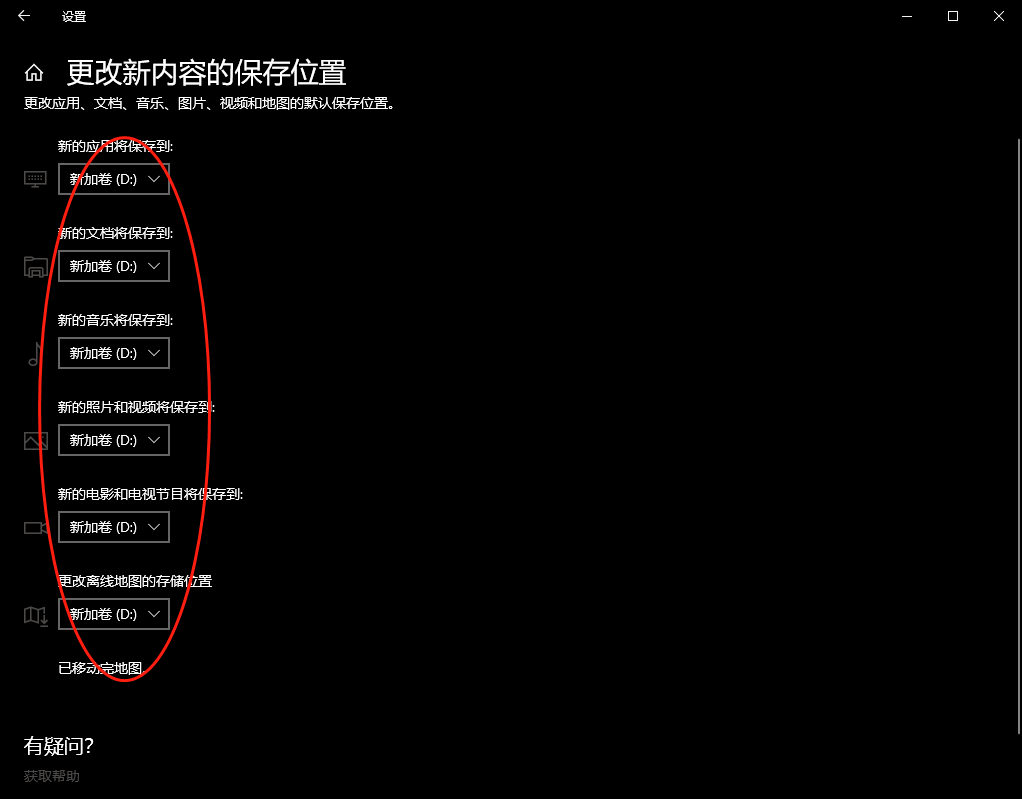 设置
更改新内容的保存位置
更改应用、文档、音乐、图片、视频和地图的默认保存位置。
新的应用将保存到:
新加卷 (D:)
新的文档将保存到:
新加卷 (D:)
新的音乐将保存到:
新加卷 (D:)
新的照片和视频将保存到:
新加卷 (D:)
新的电影和电视节目将保存到:
新加卷 (D:)
更改离线地图的存储位置
新加卷 (D:)
已移动完地图.
有疑问?
获取帮助